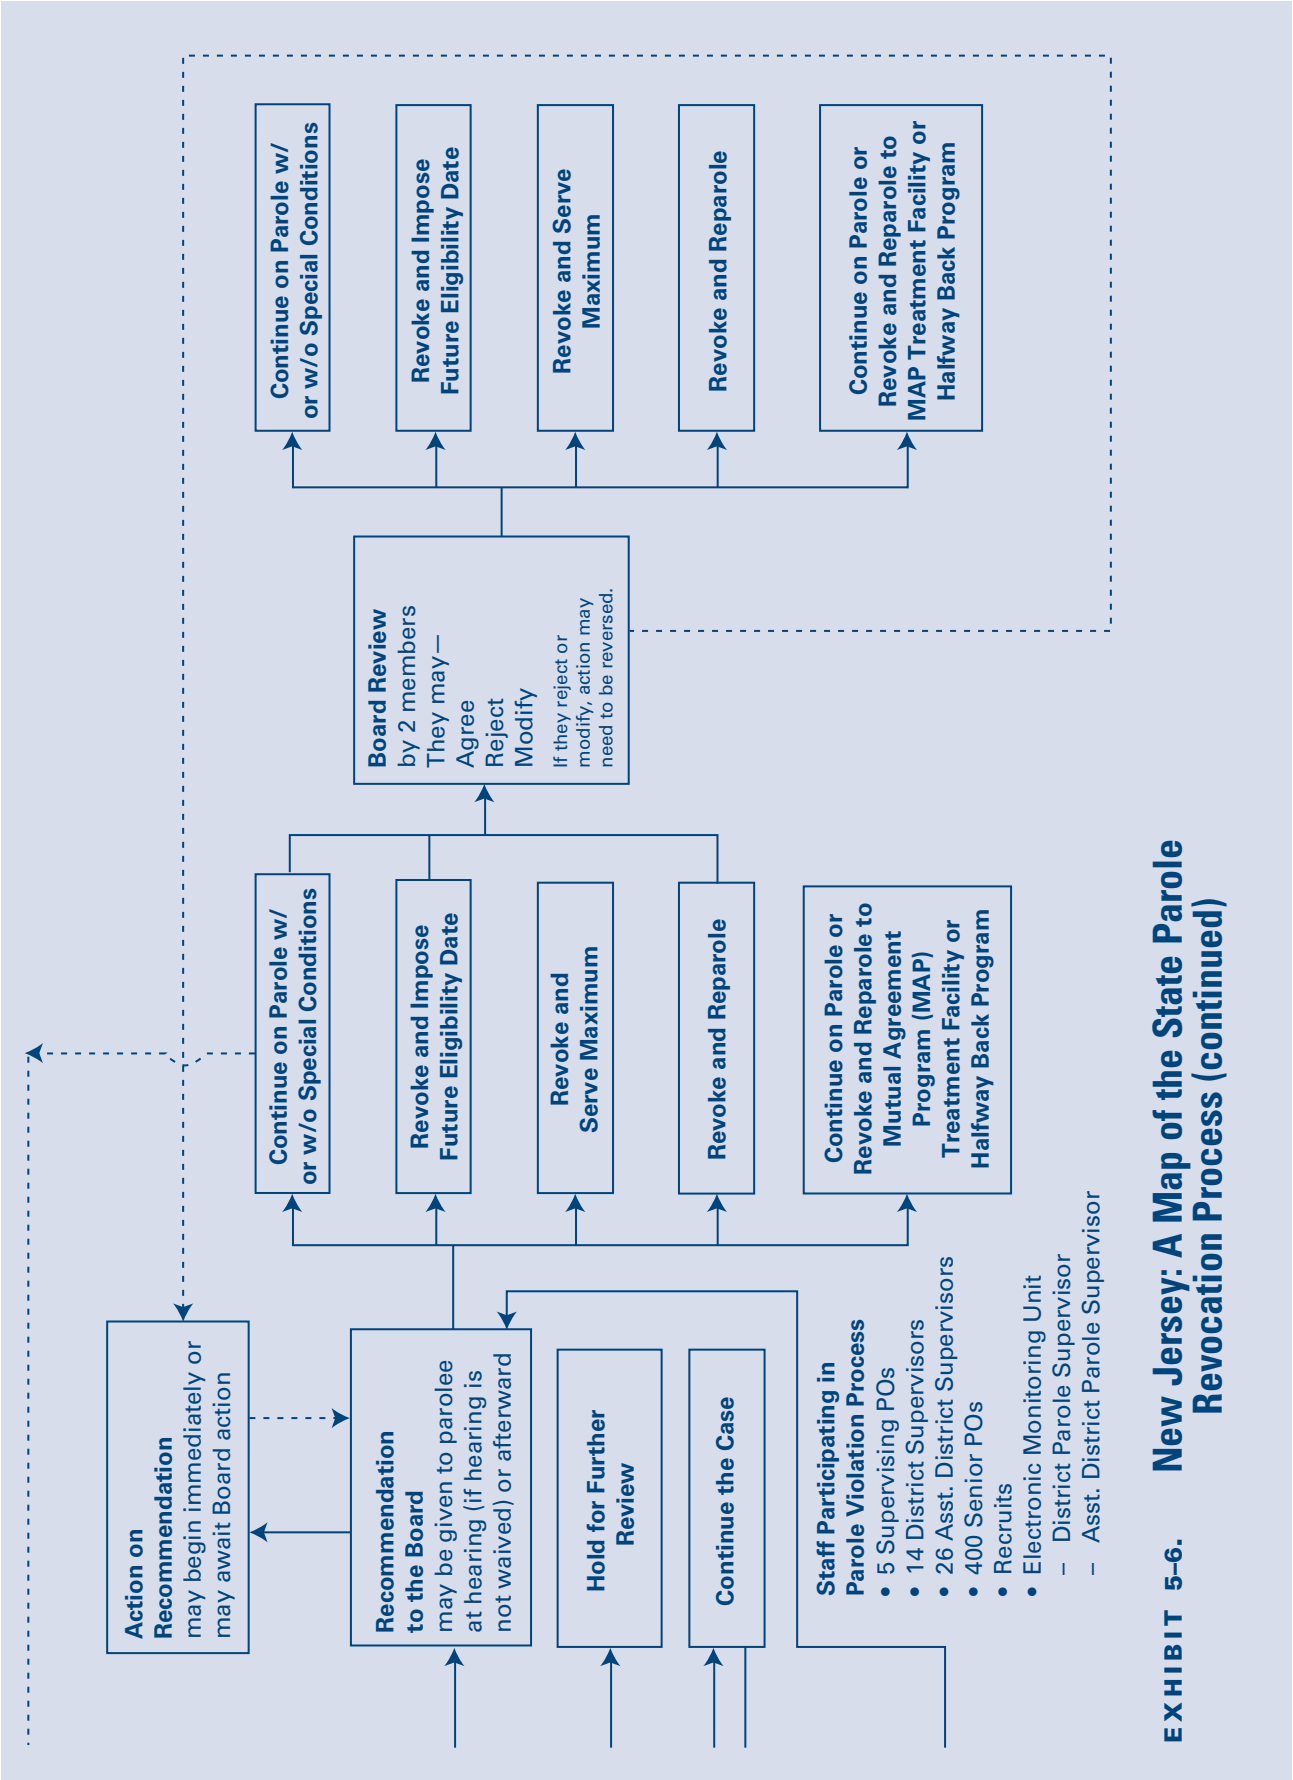 Action on
Recommendation
may begin immediately or
may await Board action
Recommendation
to the Board
may be given to parolee
at hearing (if hearing is
not waived) or afterward
Hold for Further
Review
Continue the Case
Staff Participating in
Parole Violation Process
• 5 Supervising POs
• 14 District Supervisors
• 26 Asst. District Supervisors
• 400 Senior POs
• Recruits
• Electronic Monitoring Unit
– District Parole Supervisor
– Asst. District Parole Supervisor
Continue on Parole w/
or w/o Special Conditions
Revoke and Impose
Future Eligibility Date
Revoke and
Serve Maximum
Revoke and Reparole
Continue on Parole or
Revoke and Reparole to
Mutual Agreement
Program (MAP)
Treatment Facility or
Halfway Back Program
Board Review
by 2 members
They may—
Agree
Reject
Modify
If they reject or
modify, action may
need to be reversed.
Continue on Parole w/
or w/o Special Conditions
Revoke and Impose
Future Eligibility Date
Revoke and Serve
Maximum
Revoke and Reparole
Continue on Parole or
Revoke and Reparole to
MAP Treatment Facility or
Halfway Back Program
EXHIBIT 5–6. New Jersey: A Map of the State Parole
Revocation Process (continued)